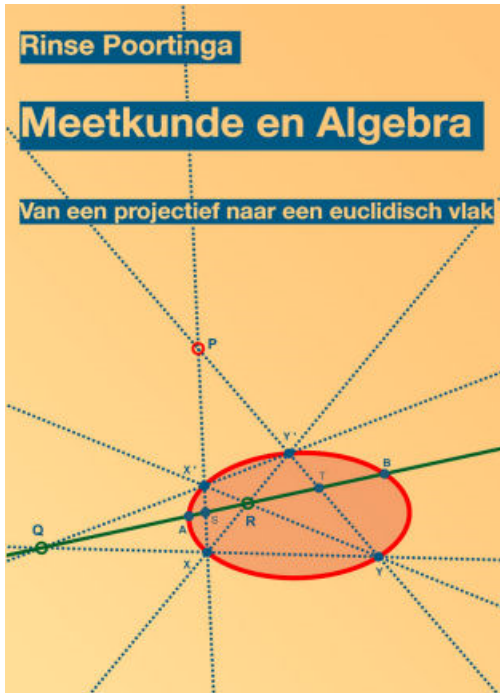 Rinse Poortinga
Meetkunde en Algebra
Van een projectief naar een euclidisch vlak
P
Y'
X'
B
T
Q
A
S
R
X
Y